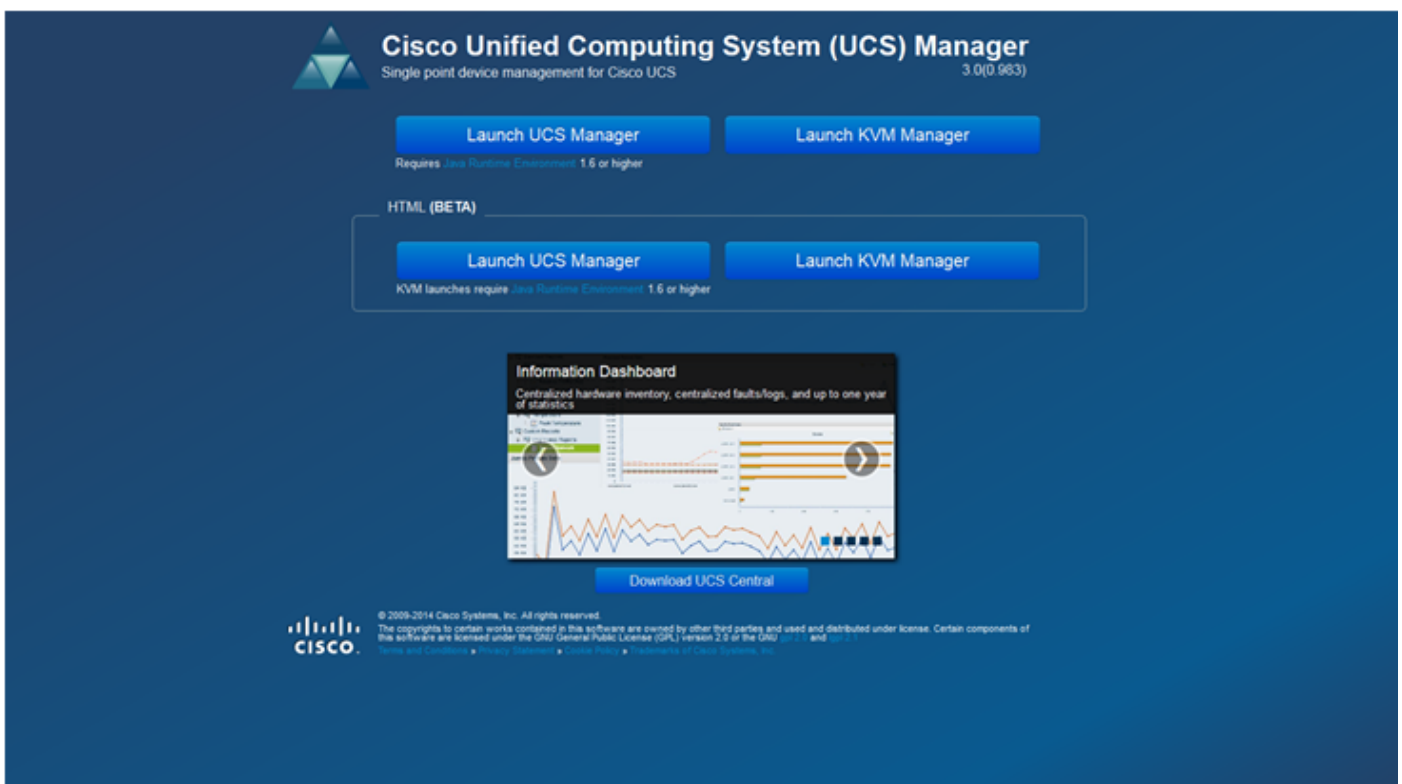 Cisco Unified Computing System (UCS) Manager
Single point device management for Cisco UCS
3.0(0.983)
Launch UCS Manager
Launch KVM Manager
Requires Java Runtime Environment 1.6 or higher
HTML (BETA)
Launch UCS Manager
Launch KVM Manager
KVM launches require Java Runtime Environment 1.6 or higher
Information Dashboard
Centralized hardware inventory, centralized faults/logs, and up to one year
of statistics
Download UCS Central
© 2009-2014 Cisco Systems, Inc. All rights reserved.
The copyrights to certain works contained in this software are owned by other third parties and used and distributed under license. Certain components of
this software are licensed under the GNU General Public License (GPL) version 2.0 or the GNU and
Terms and Conditions » Privacy Statement » Cookie Policy » Trademarks of Cisco Systems, Inc.
CISCO.